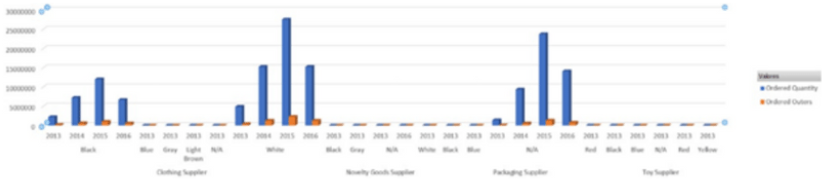 30000000
25000000
20000000
15000000
10000000
5000000
0
2013 2014 2015 2016 2013 2013 2013 2013 2013 2014 2015 2016 2013 2013 2013 2016 2013 2013 2013 2013 2014 2015 2016 2013 2013 2013 2013 2013 2013
Black Blue Gray Light Brown N/A White Black Gray N/A White Black Blue N/A Red Black Blue N/A Red Yellow
Clothing Supplier Novelty Goods Supplier Packaging Supplier Toy Supplier
Values
Ordered Quantity
Ordered Outers